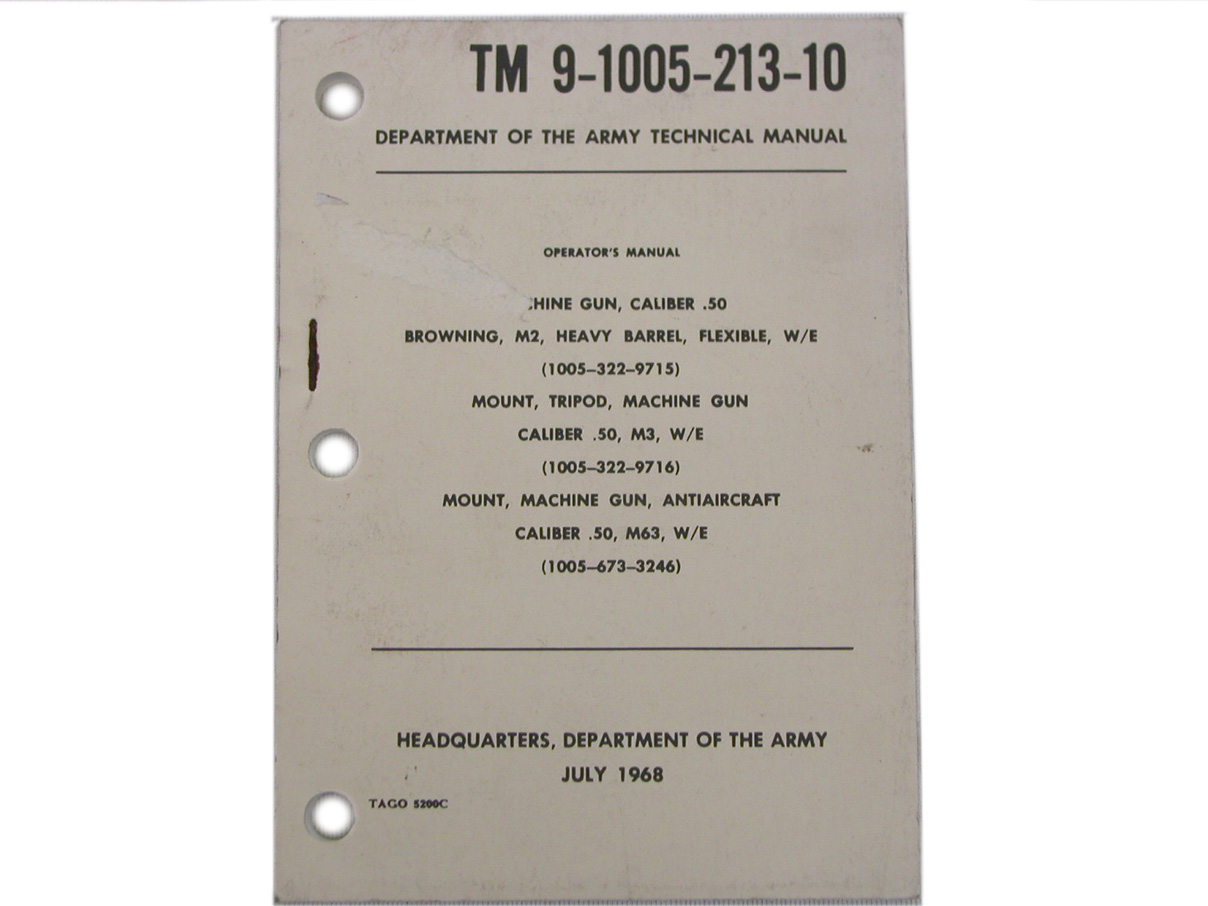 TM 9-1005-213-10
DEPARTMENT OF THE ARMY TECHNICAL MANUAL
OPERATOR'S MANUAL
HINE GUN, CALIBER .50
BROWNING, M2, HEAVY BARREL, FLEXIBLE, W/E
(1005-322-9715)
MOUNT, TRIPOD, MACHINE GUN
CALIBER .50, M3, W/E
(1005-322-9716)
MOUNT, MACHINE GUN, ANTIAIRCRAFT
CALIBER .50, M63, W/E
(1005-673-3246)
HEADQUARTERS, DEPARTMENT OF THE ARMY
JULY 1968
TAGO 5200C